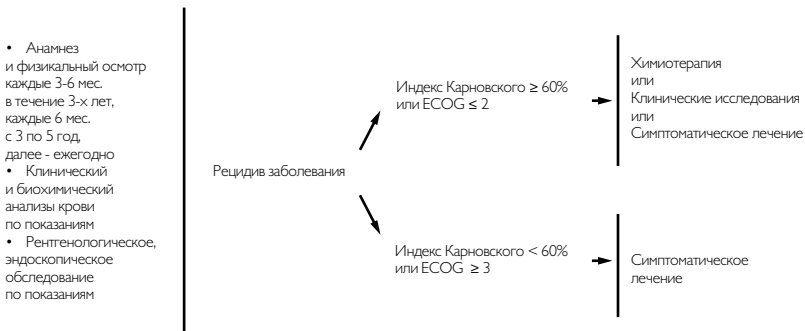 • Анамнез
и физикальный осмотр
каждые 3-6 мес.
в течение 3-х лет,
каждые 6 мес.
с 3 по 5 год,
далее - ежегодно
• Клинический
и биохимический
анализы крови
по показаниям
• Рентгенологическое,
эндоскопическое
обследование
по показаниям
Рецидив заболевания
Индекс Карновского ≥ 60%
или ECOG ≤ 2
Химиотерапия
или
Клинические исследования
или
Симптоматическое лечение
Индекс Карновского < 60%
или ECOG ≥ 3
Симптоматическое
лечение